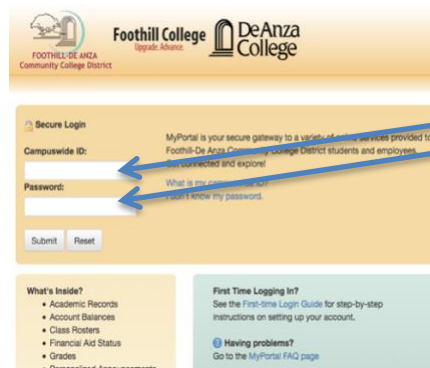 FOOTHILL-DE ANZA
Community College District
Foothill College
Upgrade. Advance.
De Anza
College
Secure Login
Campuswide ID:
Password:
Submit Reset
MyPortal is your secure gateway to a variety of online services provided to
Foothill-De Anza Community College District students and employees.
Get connected and explore!
What is my campuswide ID?
I don't know my password.
What's Inside?
• Academic Records
• Account Balances
• Class Rosters
• Financial Aid Status
• Grades
• Personalized Announcements
First Time Logging In?
See the First-time Login Guide for step-by-step
instructions on setting up your account.
Having problems?
Go to the MyPortal FAQ page